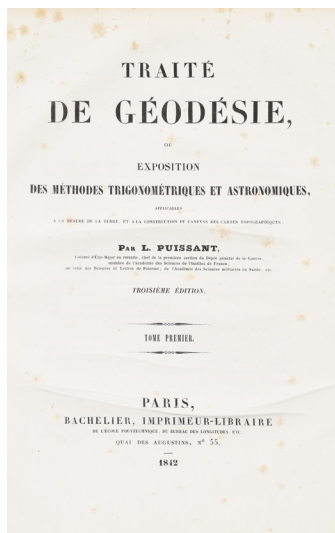 TRAITÉ
DE GÉODÉSIE,
OU
EXPOSITION
DES MÉTHODES TRIGONOMÉTRIQUES ET ASTRONOMIQUES,
APPLICABLES
A LA MESURE DE LA TERRE, ET A LA CONSTRUCTION DU CANEVAS DES CARTES TOPOGRAPHIQUES;
PAR L. PUISSANT,
Colonel d'État-Major en retraite, chef de la première section du Dépôt général de la Guerre,
membre de l'Académie des Sciences de l'Institut de France;
de celle des Sciences et Lettres de Palerme; de l'Académie des Sciences militaires de Suède, etc.
TROISIÈME ÉDITION.
TOME PREMIER.
PARIS,
BACHELIER, IMPRIMEUR-LIBRAIRE
DE L'ÉCOLE POLYTECHNIQUE, DU BUREAU DES LONGITUDES, ETC.
QUAI DES AUGUSTINS, N° 55.
1842